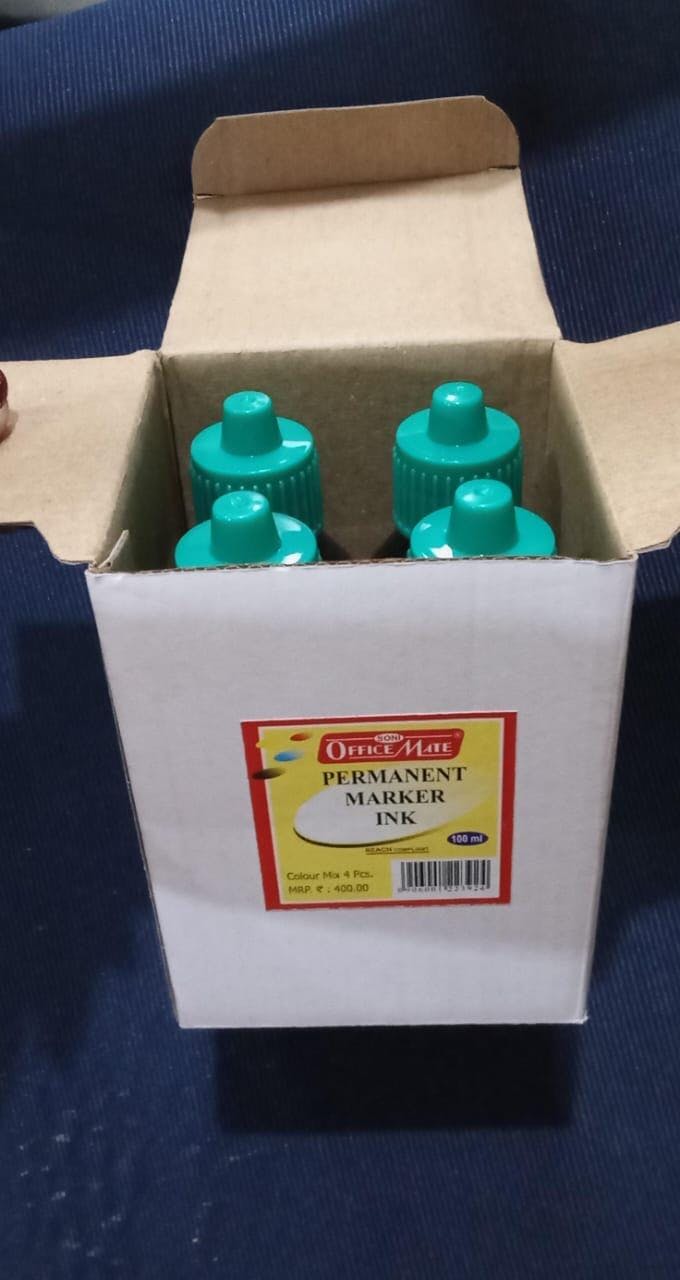 SONI
OFFICE MATE ®
PERMANENT
MARKER
INK
100 ml
REACH COMPLIANT
Colour Mix 4 Pcs.
MRP. ₹ : 400.00